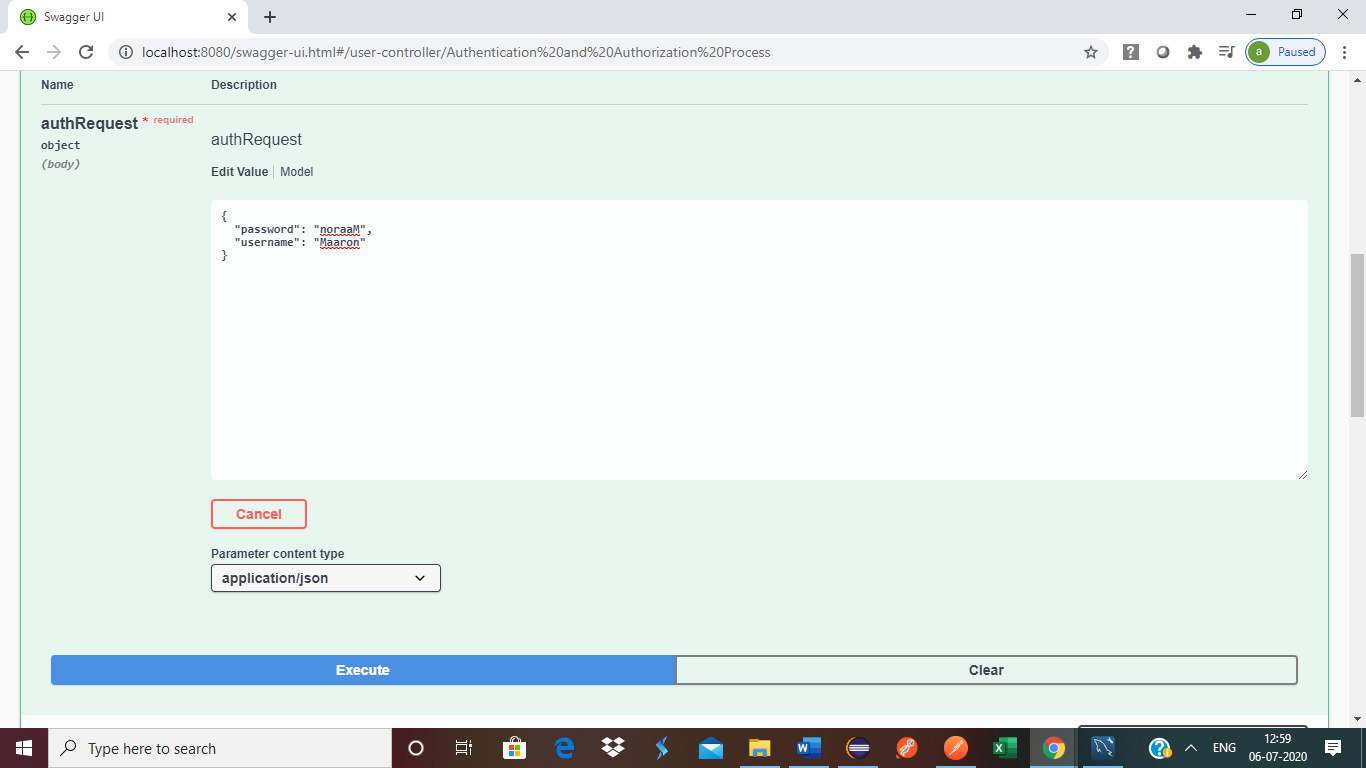 Swagger UI
localhost:8080/swagger-ui.html#/user-controller/Authentication%20and%20Authorization%20Process
a Paused
Name Description
authRequest * required
object
(body)
authRequest
Edit Value Model
{
"password": "noraaM",
"username": "Maaron"
}
Cancel
Parameter content type
application/json
Execute Clear
Type here to search
ENG
12:59
06-07-2020